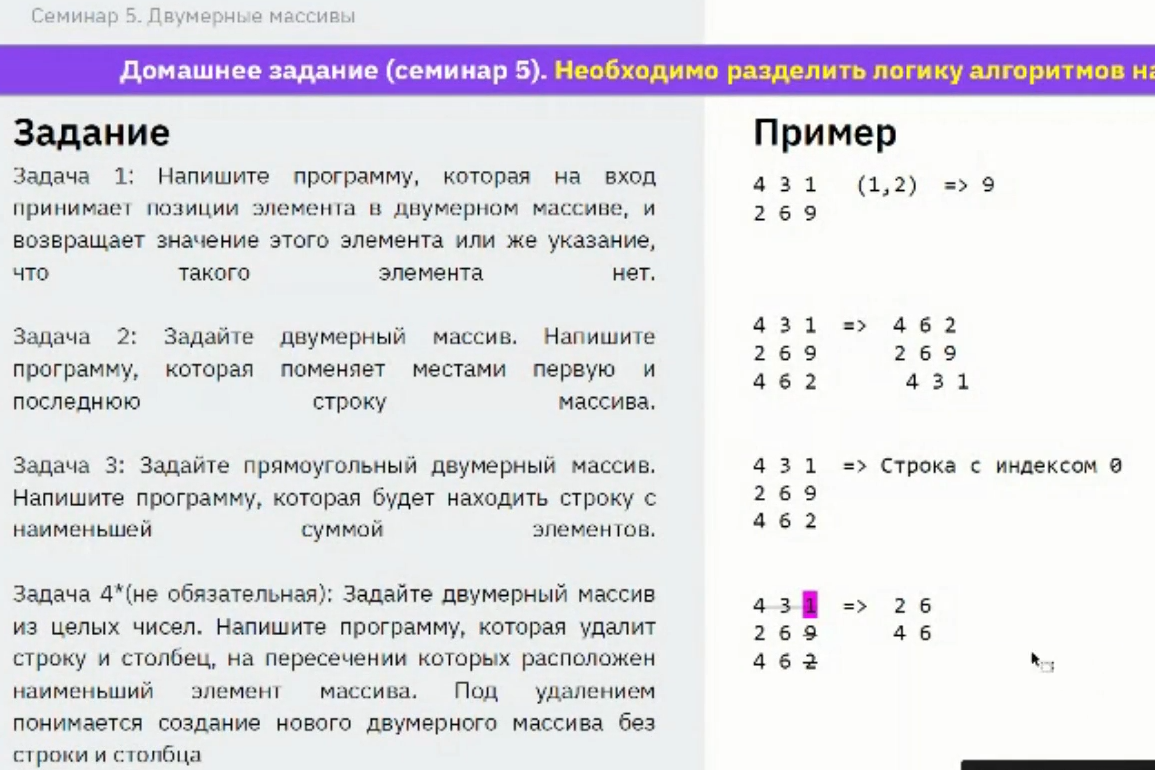 Семинар 5. Двумерные массивы
Домашнее задание (семинар 5). Необходимо разделить логику алгоритмов на
Задание
Задача 1: Напишите программу, которая на вход
принимает позиции элемента в двумерном массиве, и
возвращает значение этого элемента или же указание,
что такого элемента нет.
Задача 2: Задайте двумерный массив. Напишите
программу, которая поменяет местами первую и
последнюю строку массива.
Задача 3: Задайте прямоугольный двумерный массив.
Напишите программу, которая будет находить строку с
наименьшей суммой элементов.
Задача 4*(не обязательная): Задайте двумерный массив
из целых чисел. Напишите программу, которая удалит
строку и столбец, на пересечении которых расположен
наименьший элемент массива. Под удалением
понимается создание нового двумерного массива без
строки и столбца
Пример
4 3 1 (1,2) => 9
2 6 9
4 3 1 => 4 6 2
2 6 9 2 6 9
4 6 2 4 3 1
4 3 1 => Строка с индексом 0
2 6 9
4 6 2
4 3 1 => 2 6
2 6 9 4 6
4 6 2